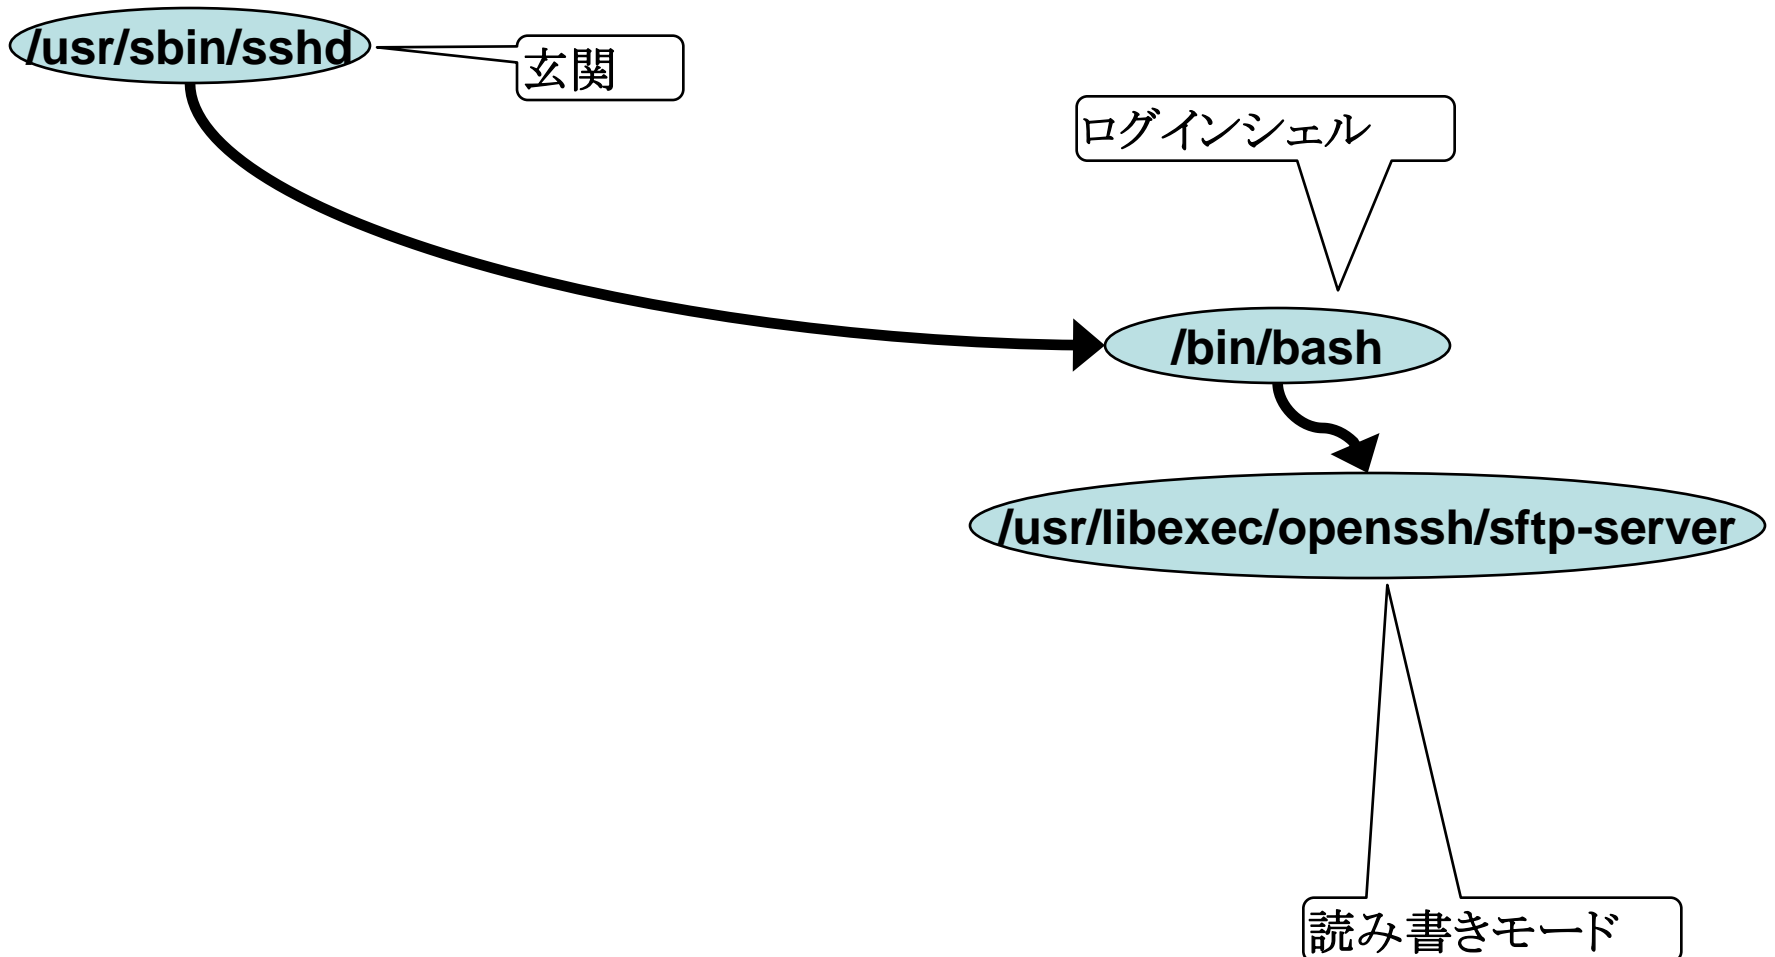 /usr/sbin/sshd
玄関
ログインシェル
/bin/bash
/usr/libexec/openssh/sftp-server
読み書きモード